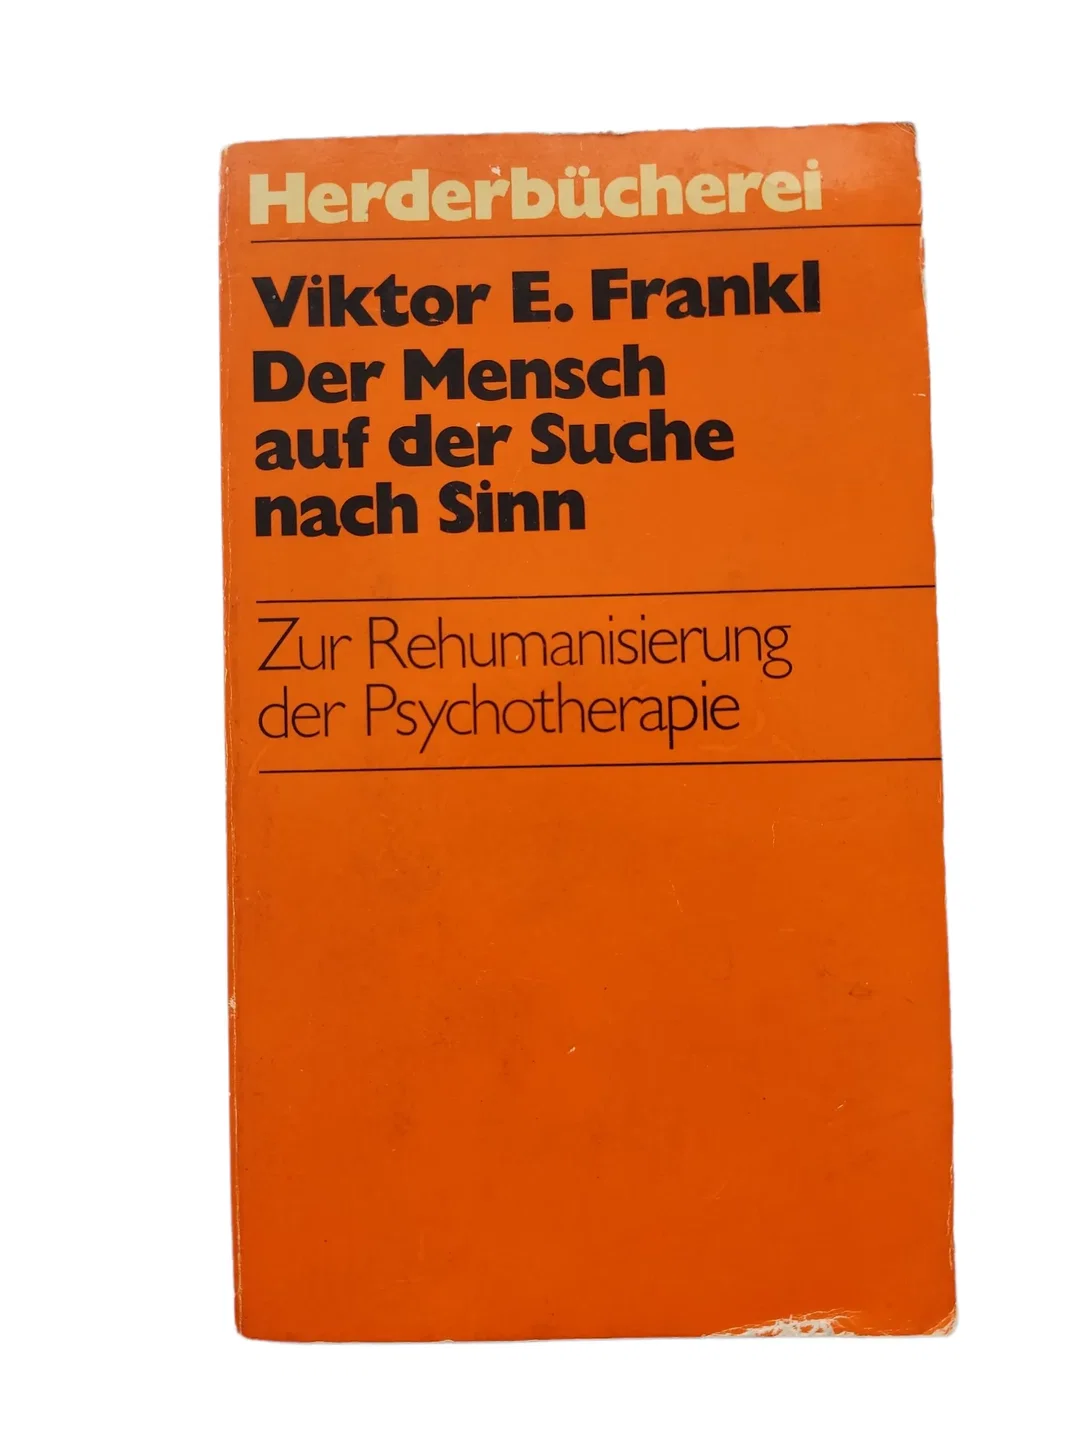 Herderbücherei
Viktor E. Frankl
Der Mensch
auf der Suche
nach Sinn
Zur Rehumanisierung
der Psychotherapie